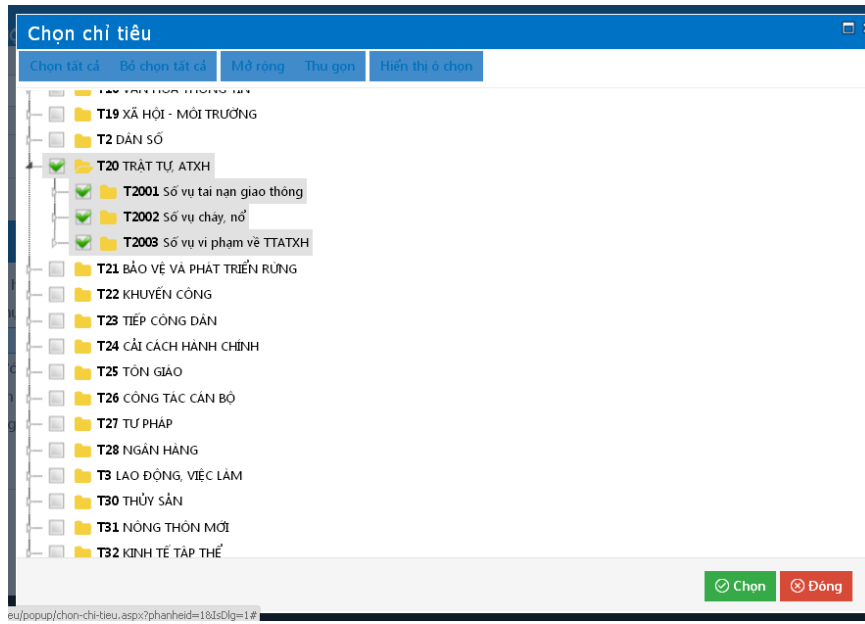 Chọn chỉ tiêu
Chọn tất cả Bỏ chọn tất cả Mở rộng Thu gọn Hiển thị ô chọn
T18 VĂN HÓA THÔNG TIN
T19 XÃ HỘI - MÔI TRƯỜNG
T2 DÂN SỐ
T20 TRẬT TỰ, ATXH
T2001 Số vụ tai nạn giao thông
T2002 Số vụ cháy, nổ
T2003 Số vụ vi phạm về TTATXH
T21 BẢO VỆ VÀ PHÁT TRIỂN RỪNG
T22 KHUYẾN CÔNG
T23 TIẾP CÔNG DÂN
T24 CẢI CÁCH HÀNH CHÍNH
T25 TÔN GIÁO
T26 CÔNG TÁC CÁN BỘ
T27 TƯ PHÁP
T28 NGÂN HÀNG
T3 LAO ĐỘNG, VIỆC LÀM
T30 THỦY SẢN
T31 NÔNG THÔN MỚI
T32 KINH TẾ TẬP THỂ
Chọn Đóng
eu/popup/chon-chi-tieu.aspx?phanheid=1&IsDlg=1#